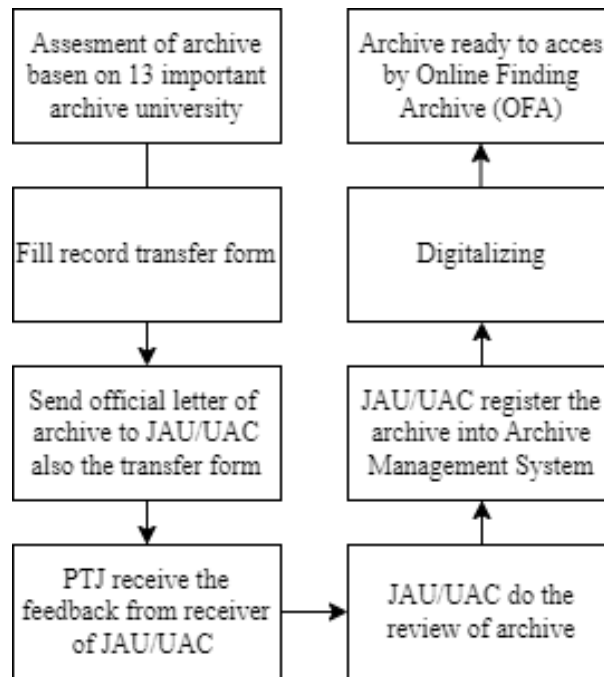 Assesment of archive
basen on 13 important
archive university
Fill record transfer form
Send official letter of
archive to JAU/UAC
also the transfer form
PTJ receive the
feedback from receiver
of JAU/UAC
JAU/UAC do the
review of archive
JAU/UAC register the
archive into Archive
Management System
Digitalizing
Archive ready to acces
by Online Finding
Archive (OFA)